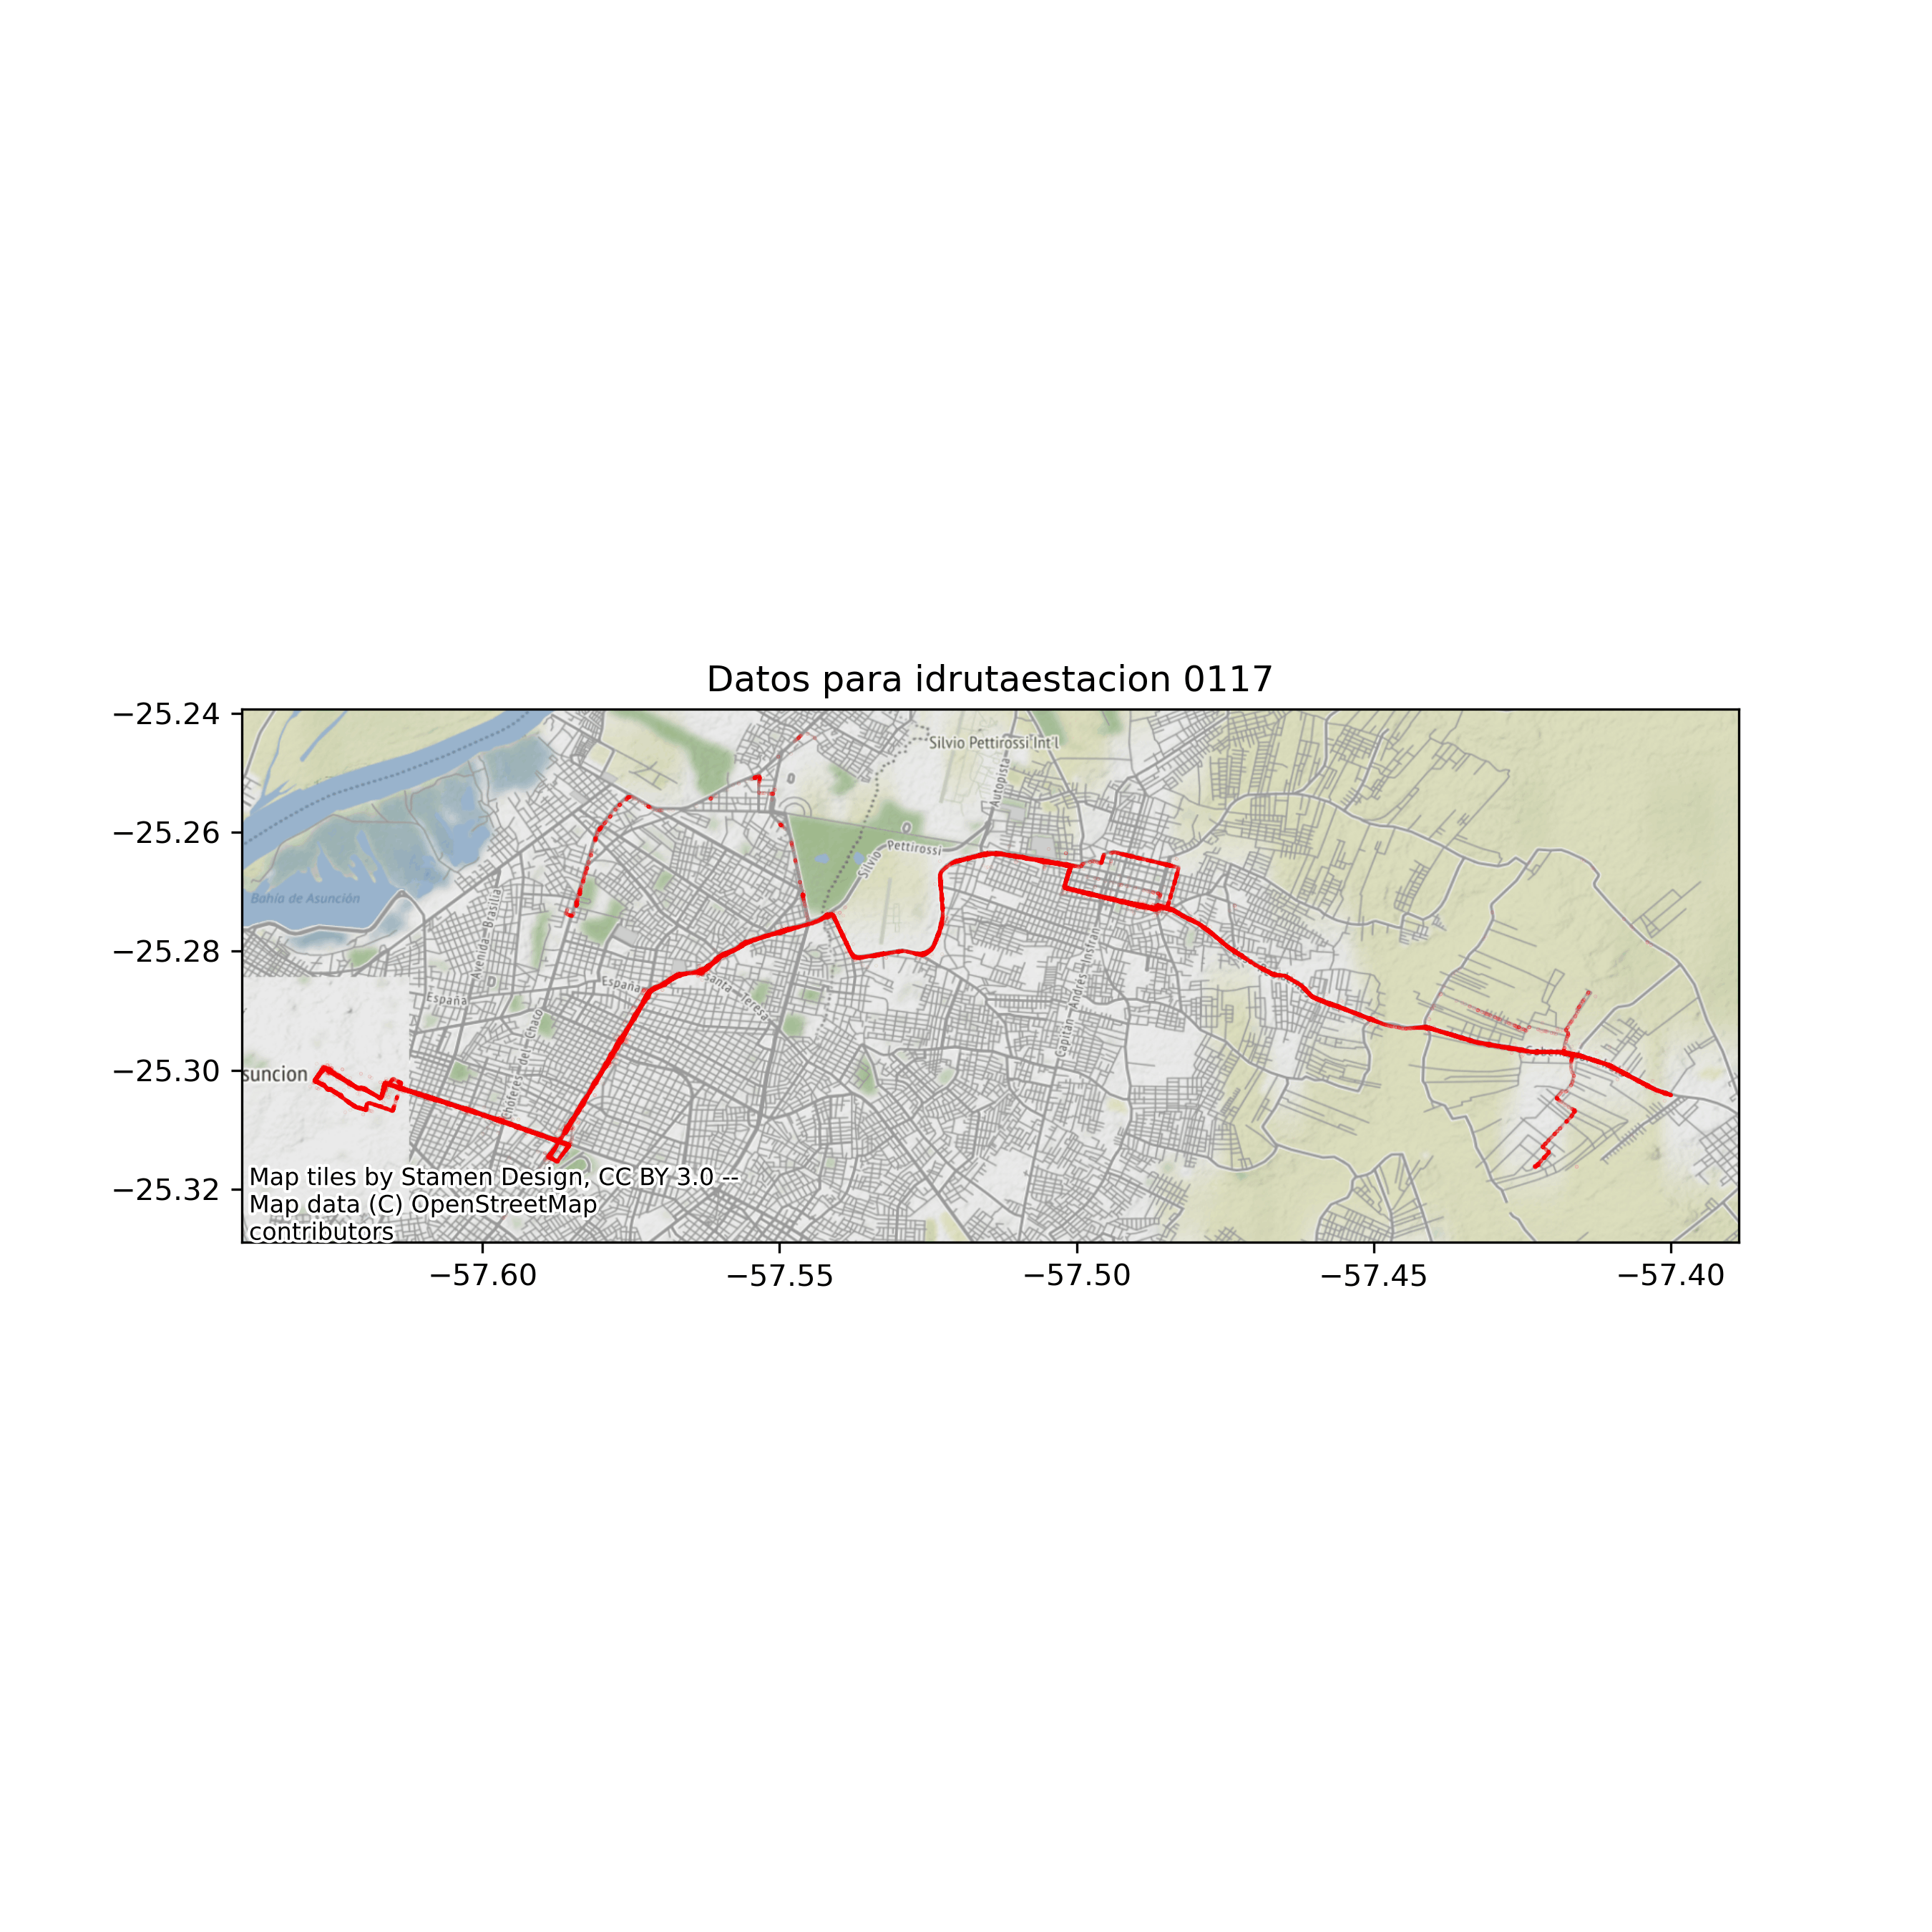 Datos para idrutaestacion 0117
−25.24
−25.26
−25.28
−25.30
−25.32
Silvio Pettirossi Int'l
Autopista
Silvio Pettirossi
Bahía de Asunción
Avenida Brasilia
España
España
Santa Teresa
Choferes del Chaco
Capitán Andrés Insfran
suncion
Map tiles by Stamen Design, CC BY 3.0 --
Map data (C) OpenStreetMap
contributors
−57.60
−57.55
−57.50
−57.45
−57.40